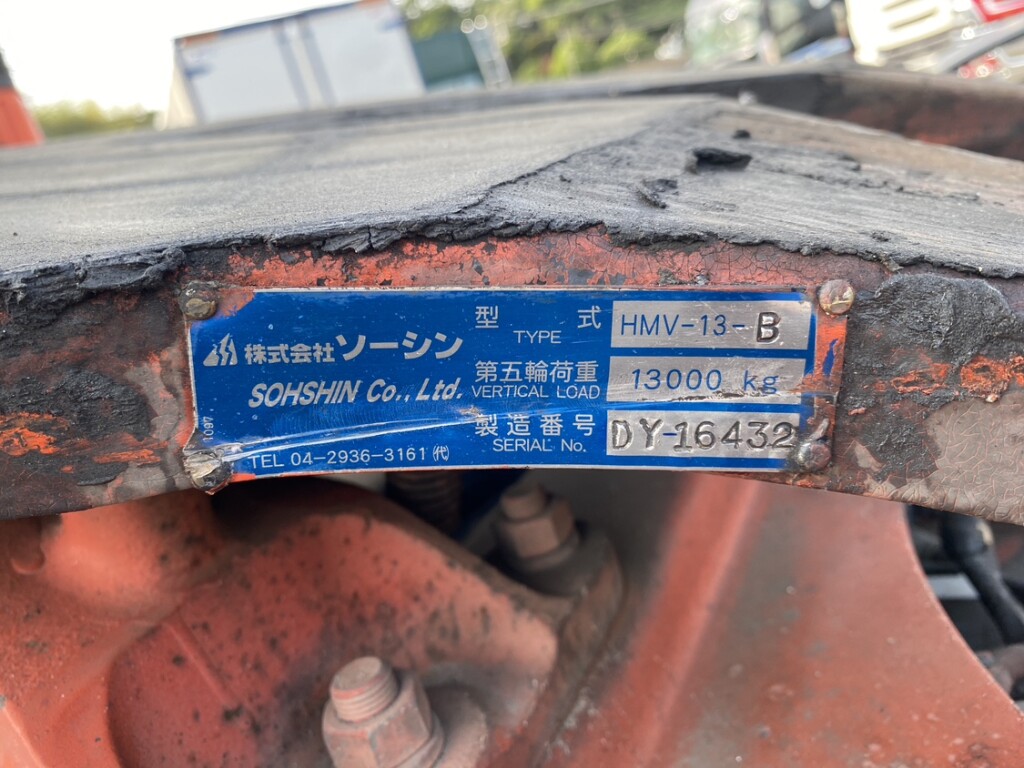 株式会社ソーシン
SOHSHIN Co., Ltd.
TEL 04-2936-3161 ㈹
型 式
TYPE
HMV-13-B
第五輪荷重
VERTICAL LOAD
13000 kg
製造番号
SERIAL No.
DY-16432
1097